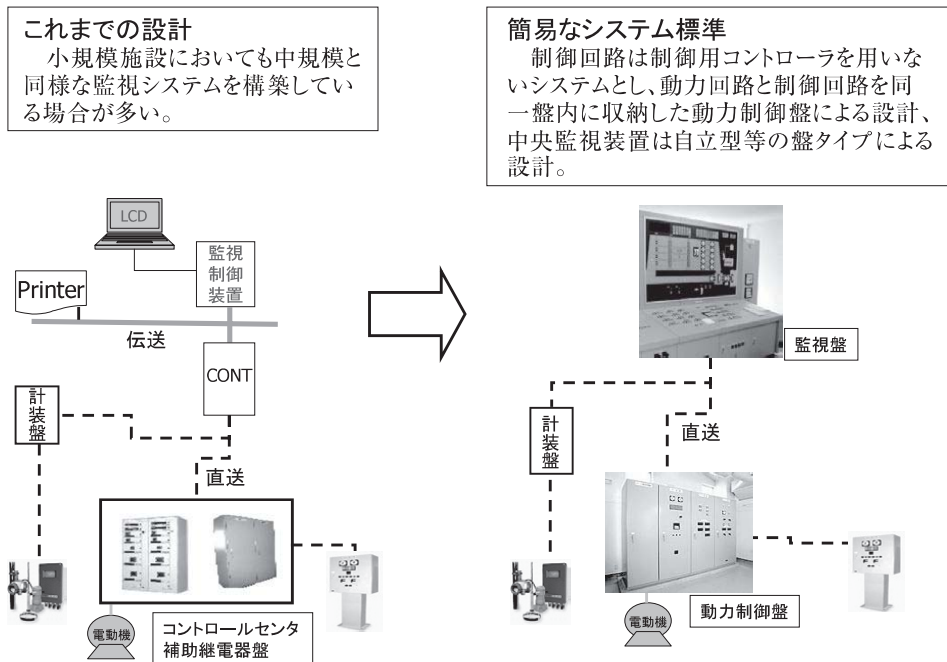 これまでの設計
小規模施設においても中規模と
同様な監視システムを構築してい
る場合が多い。
LCD
監視
制御
装置
Printer
伝送
CONT
計装盤
直送
電動機
コントロールセンタ
補助継電器盤
簡易なシステム標準
制御回路は制御用コントローラを用いな
いシステムとし、動力回路と制御回路を同
一盤内に収納した動力制御盤による設計、
中央監視装置は自立型等の盤タイプによる
設計。
監視盤
計装盤
直送
電動機
動力制御盤